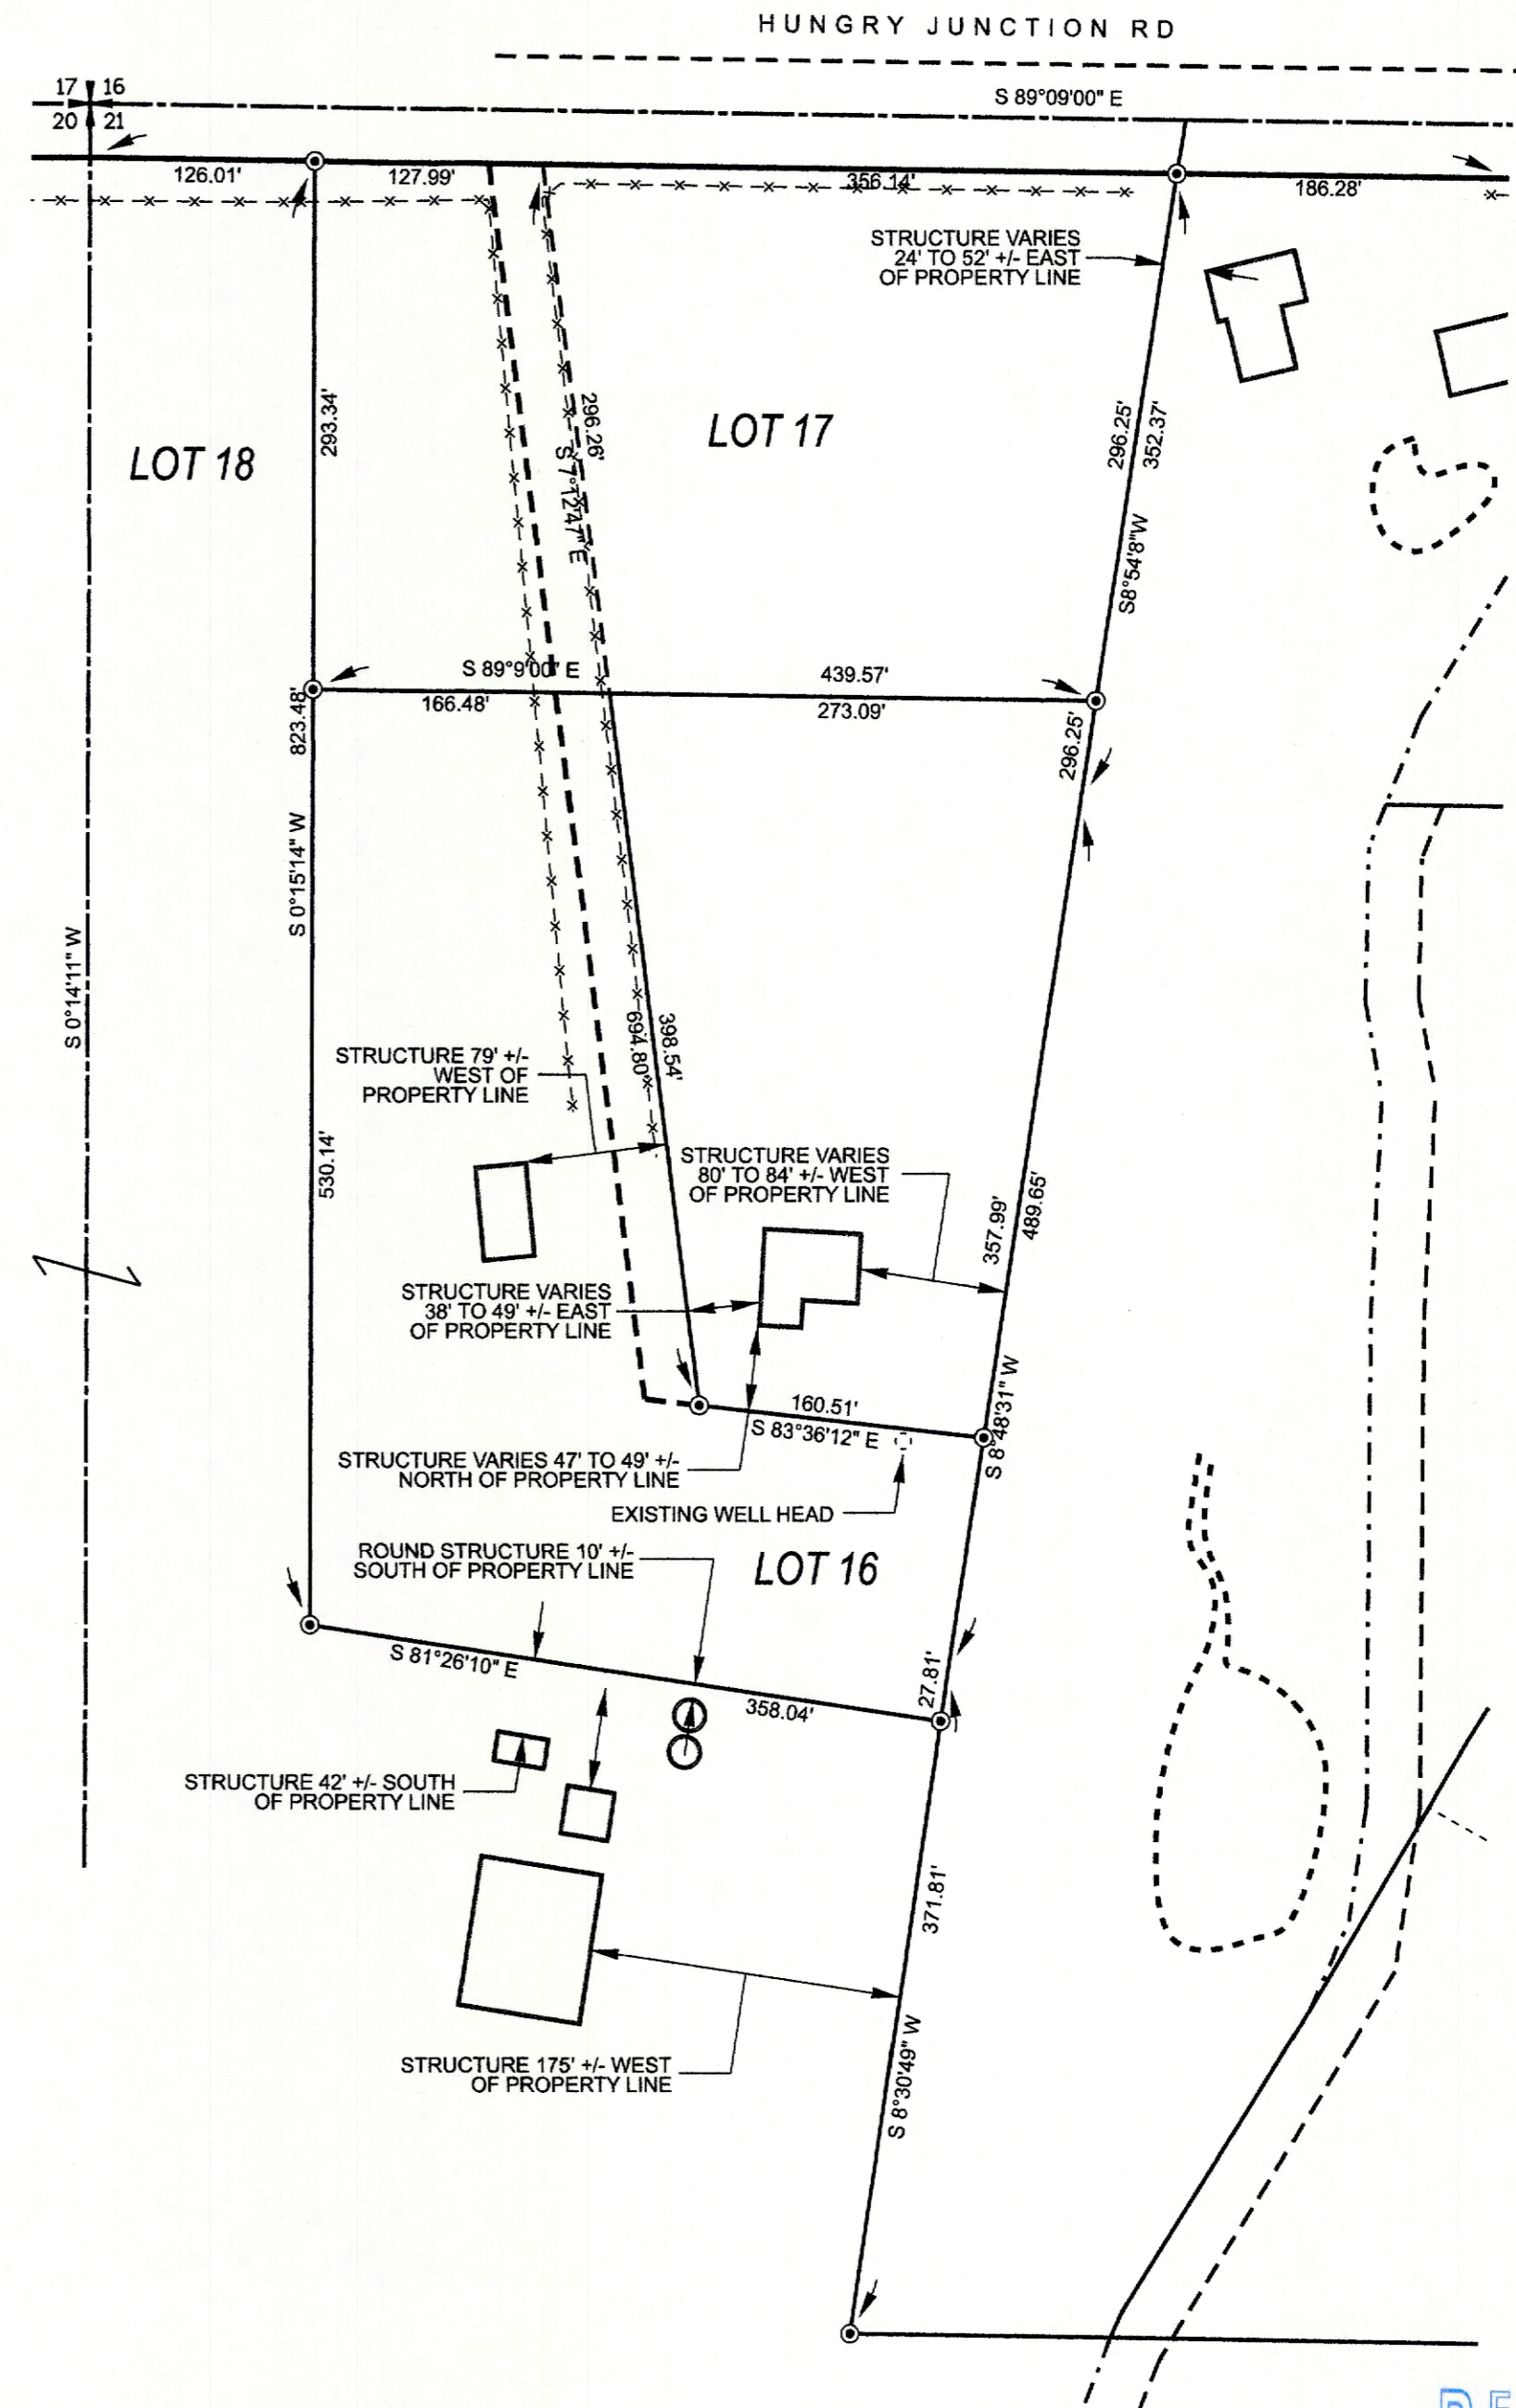 HUNGRY JUNCTION RD
S 89°09'00" E
17 16
20 21
126.01'
127.99'
356.14'
186.28'
STRUCTURE VARIES
24' TO 52' +/- EAST
OF PROPERTY LINE
LOT 18
293.34'
296.26'
S 7°12'47" E
LOT 17
296.25'
352.37'
S8°54'8"W
S 89°9'00" E
439.57'
166.48'
273.09'
823.48'
296.25'
S 0°15'14" W
S 0°14'11" W
STRUCTURE 79' +/-
WEST OF
PROPERTY LINE
694.80'
398.54'
530.14'
STRUCTURE VARIES
80' TO 84' +/- WEST
OF PROPERTY LINE
357.99'
489.65'
STRUCTURE VARIES
38' TO 49' +/- EAST
OF PROPERTY LINE
160.51'
S 83°36'12" E
S 8°48'31" W
STRUCTURE VARIES 47' TO 49' +/-
NORTH OF PROPERTY LINE
EXISTING WELL HEAD
ROUND STRUCTURE 10' +/-
SOUTH OF PROPERTY LINE
LOT 16
S 81°26'10" E
27.81'
358.04'
STRUCTURE 42' +/- SOUTH
OF PROPERTY LINE
371.81'
STRUCTURE 175' +/- WEST
OF PROPERTY LINE
S 8°30'49" W